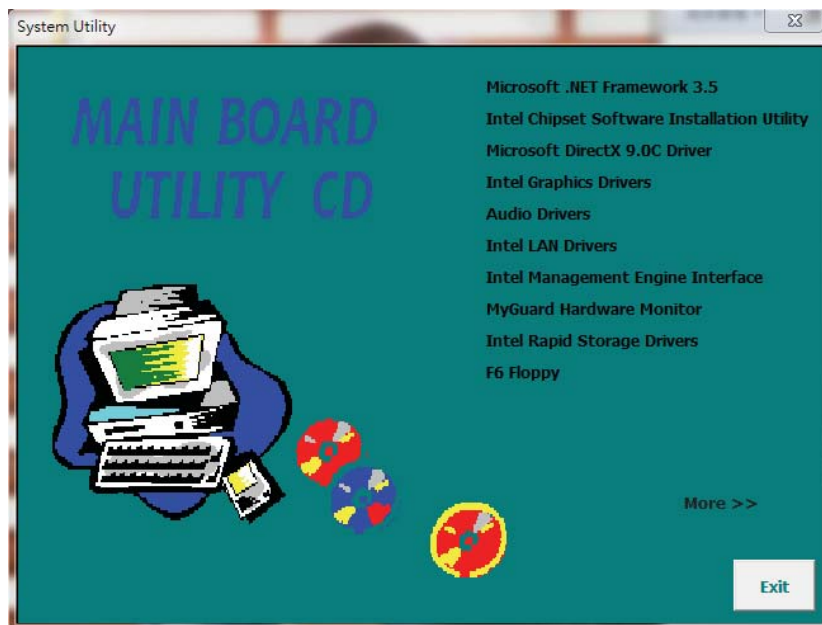 System Utility
MAIN BOARD
UTILITY CD
Microsoft .NET Framework 3.5
Intel Chipset Software Installation Utility
Microsoft DirectX 9.0C Driver
Intel Graphics Drivers
Audio Drivers
Intel LAN Drivers
Intel Management Engine Interface
MyGuard Hardware Monitor
Intel Rapid Storage Drivers
F6 Floppy
More >>
Exit